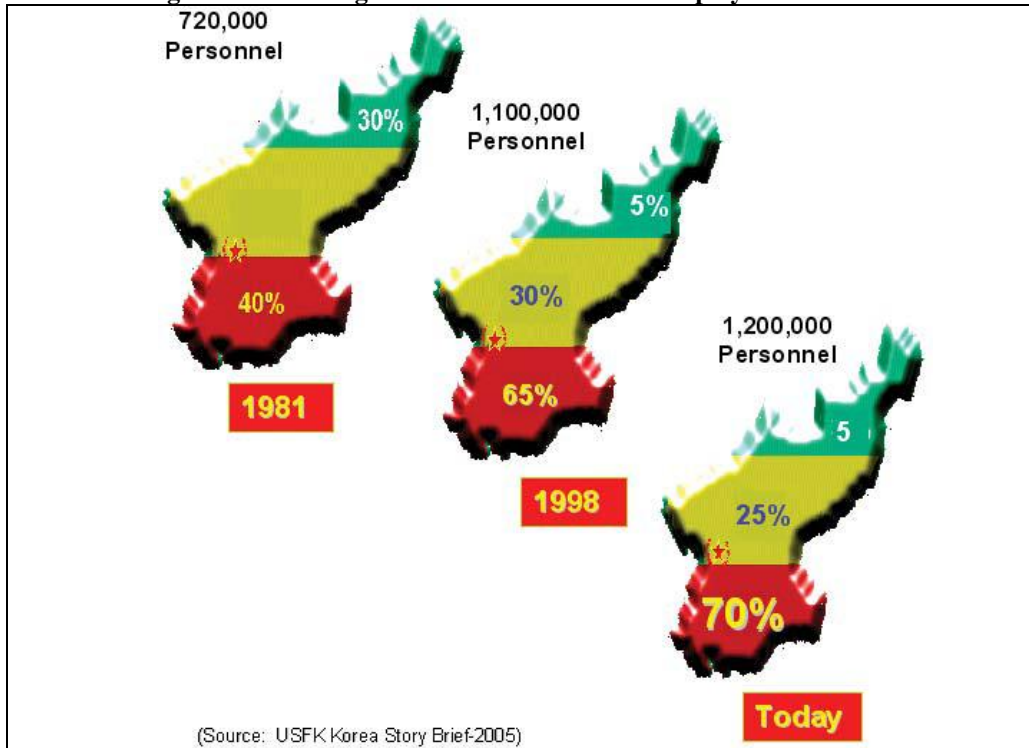 720,000
Personnel
30%
40%
1981
1,100,000
Personnel
5%
30%
65%
1998
1,200,000
Personnel
5
25%
70%
Today
(Source: USFK Korea Story Brief-2005)